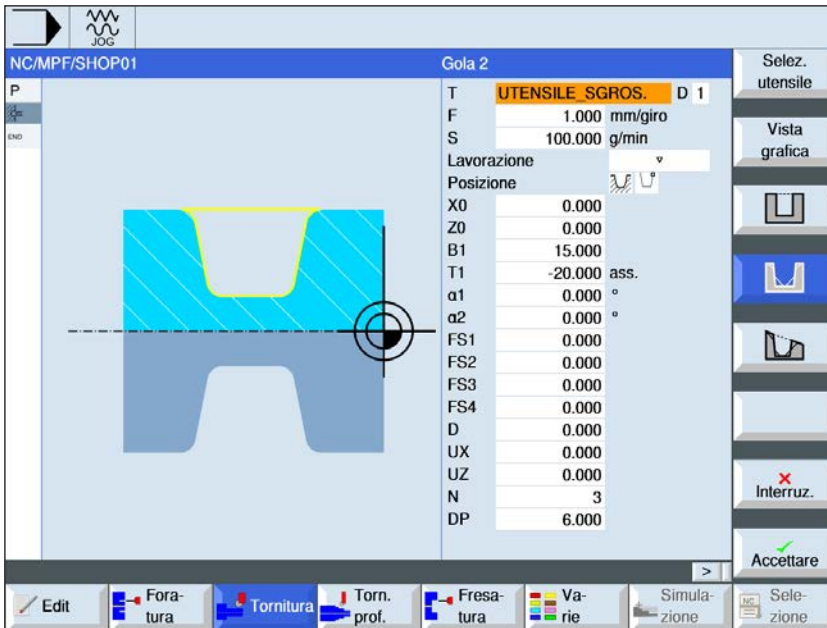 JOG
NC/MPF/SHOP01
Gola 2
P
END
T UTENSILE_SGROS. D 1
F 1.000 mm/giro
S 100.000 g/min
Lavorazione ▿
Posizione
X0 0.000
Z0 0.000
B1 15.000
T1 -20.000 ass.
α1 0.000 °
α2 0.000 °
FS1 0.000
FS2 0.000
FS3 0.000
FS4 0.000
D 0.000
UX 0.000
UZ 0.000
N 3
DP 6.000
Selez.
utensile
Vista
grafica
Interruz.
Accettare
>
Edit
Fora-
tura
Tornitura
Torn.
prof.
Fresa-
tura
Va-
rie
Simula-
zione
NC
Sele-
zione